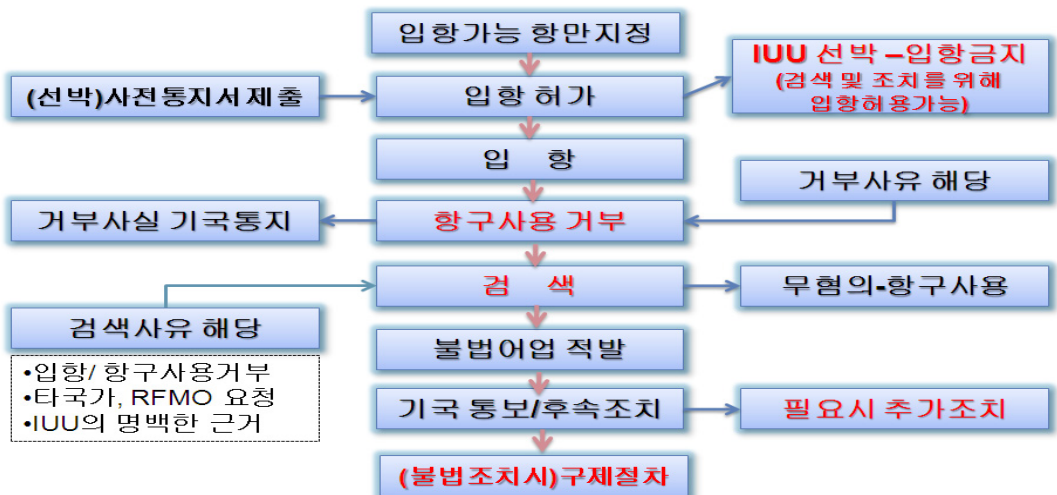 입항가능 항만지정
(선박)사전통지서 제출
입항 허가
IUU 선박 –입항금지
(검색 및 조치를 위해
입항허용가능)
입 항
거부사유 해당
거부사실 기국통지
항구사용 거부
검 색
무혐의-항구사용
검색사유 해당
•입항/ 항구사용거부
•타국가, RFMO 요청
•IUU의 명백한 근거
불법어업 적발
기국 통보/후속조치
필요시 추가조치
(불법조치시)구제절차